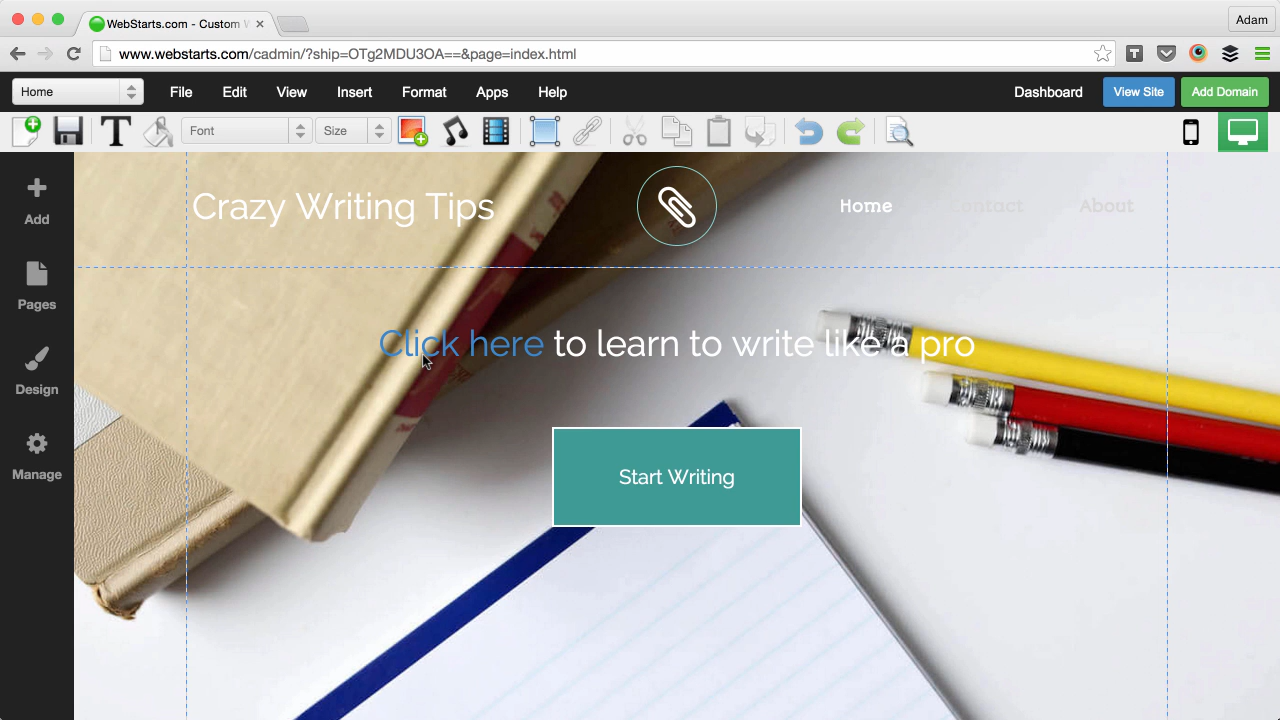 WebStarts.com - Custom W
Adam
www.webstarts.com/cadmin/?ship=OTg2MDU3OA==&page=index.html
Home
File
Edit
View
Insert
Format
Apps
Help
Dashboard
View Site
Add Domain
T
Font
Size
Add
Pages
Design
Manage
Crazy Writing Tips
Home
Contact
About
Click here to learn to write like a pro
Start Writing